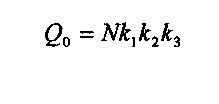 Q₀ = Nk₁k₂k₃